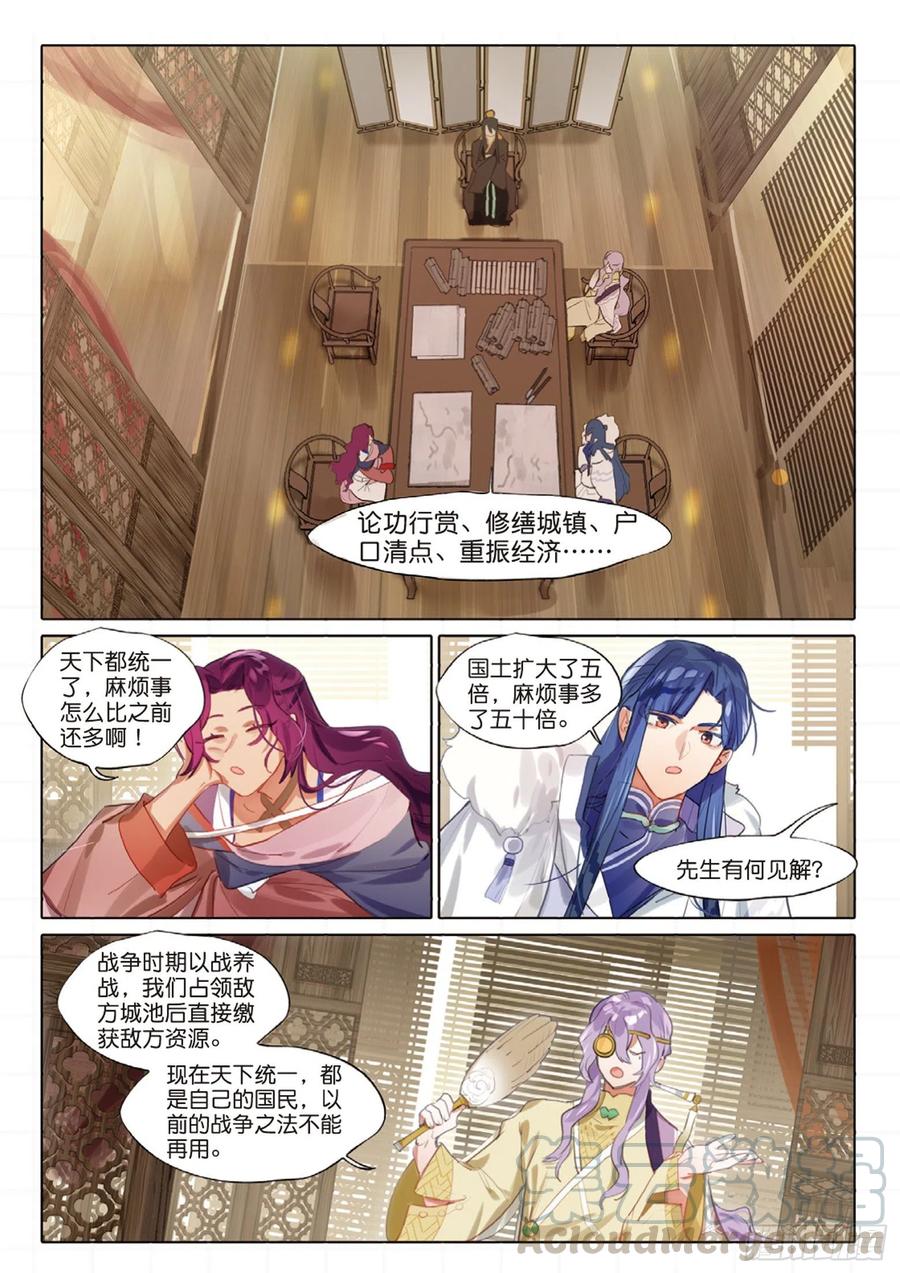 论功行赏、修缮城镇、户
口清点、重振经济……
天下都统一
了，麻烦事
怎么比之前
还多啊！
国土扩大了五
倍，麻烦事多
了五十倍。
先生有何见解？
战争时期以战养
战，我们占领敌
方城池后直接缴
获敌方资源。
现在天下统一，都
是自己的国民，以
前的战争之法不能
再用。
AcloudMerge.com